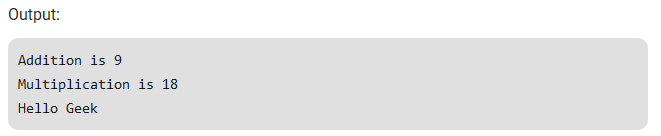 Output:
Addition is 9
Multiplication is 18
Hello Geek